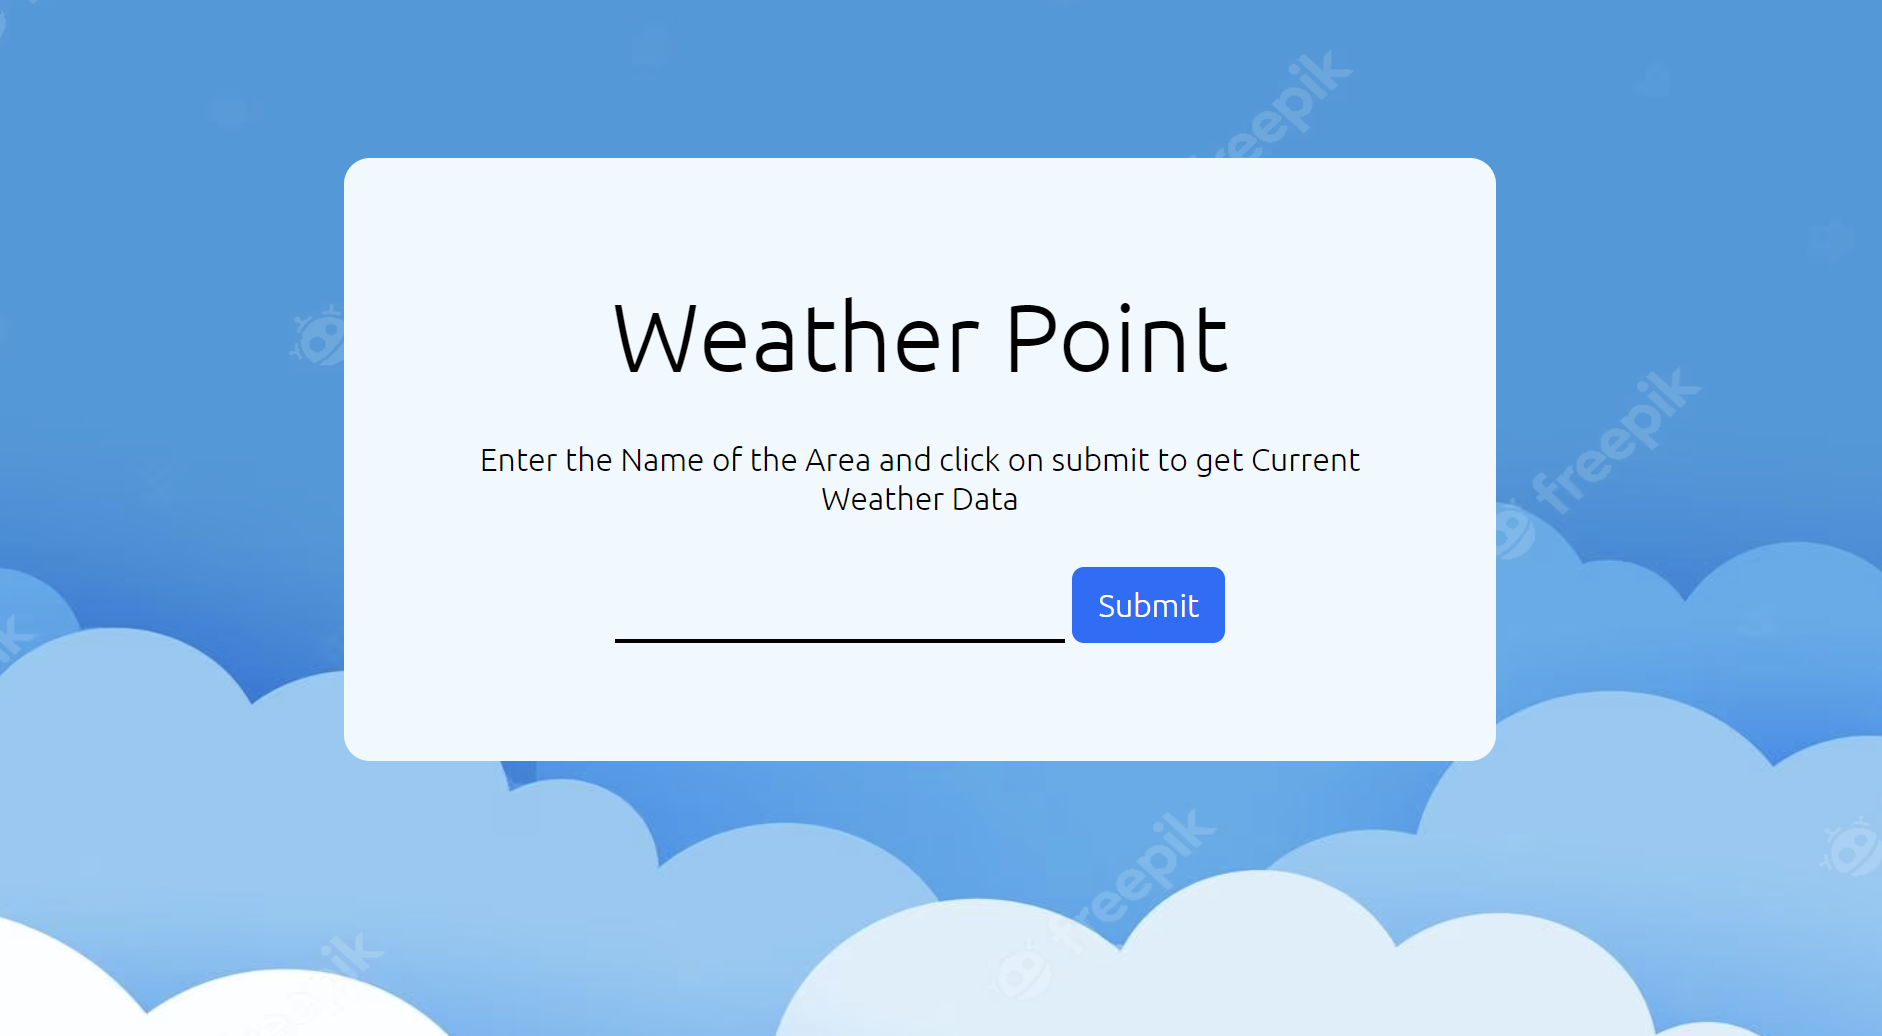 freepik
Weather Point
freepik
Enter the Name of the Area and click on submit to get Current
Weather Data
Submit
freepik